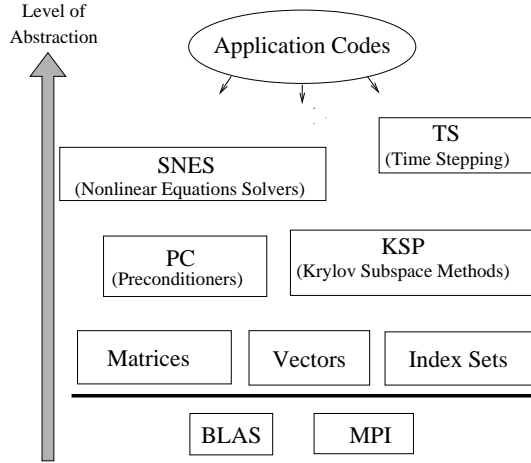 Level of
Abstraction
Application Codes
TS
(Time Stepping)
SNES
(Nonlinear Equations Solvers)
PC
(Preconditioners)
KSP
(Krylov Subspace Methods)
Matrices
Vectors
Index Sets
BLAS
MPI